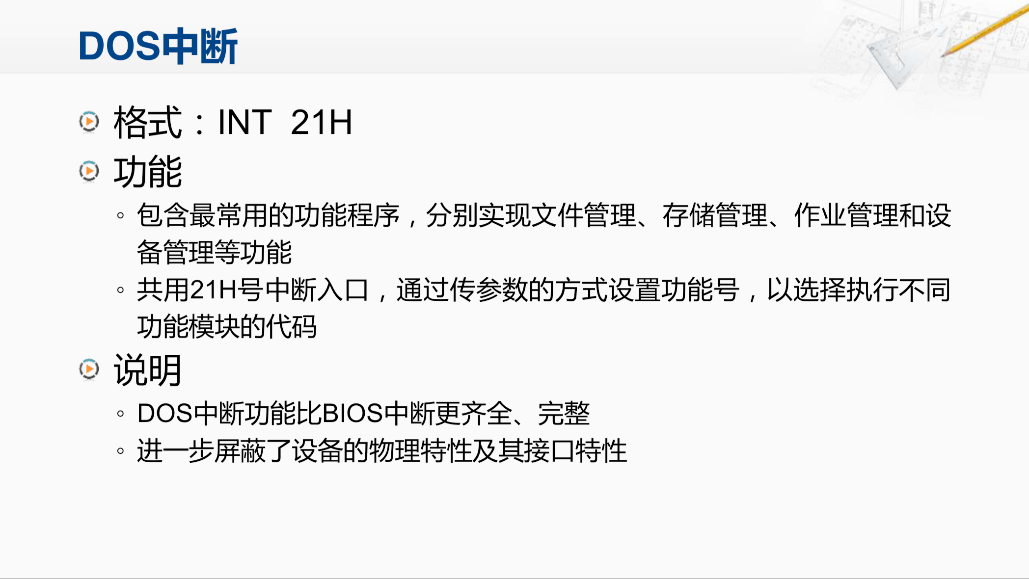 DOS中断
格式：INT 21H
功能
包含最常用的功能程序，分别实现文件管理、存储管理、作业管理和设
备管理等功能
共用21H号中断入口，通过传参数的方式设置功能号，以选择执行不同
功能模块的代码
说明
DOS中断功能比BIOS中断更齐全、完整
进一步屏蔽了设备的物理特性及其接口特性